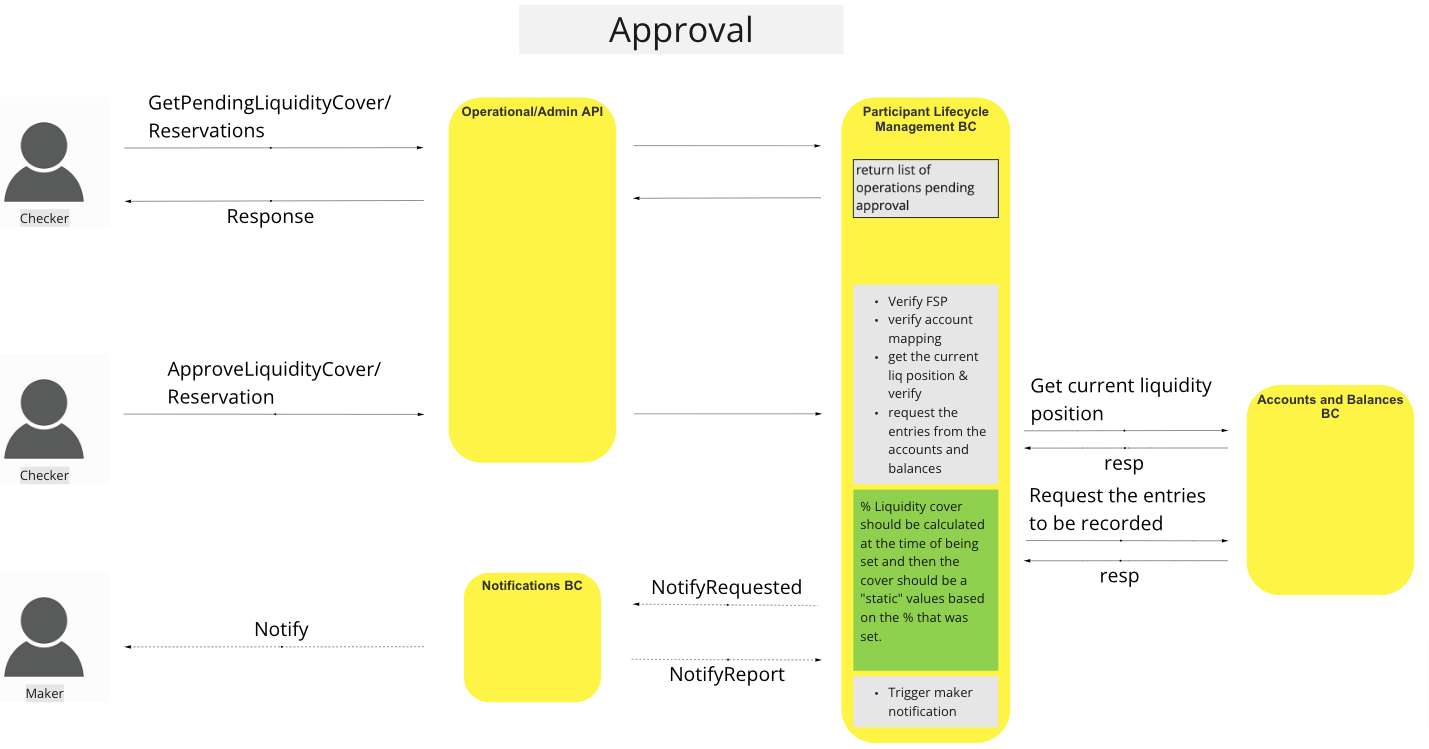 Approval
GetPendingLiquidityCover/
Reservations
Operational/Admin API
Participant Lifecycle
Management BC
return list of
operations pending
approval
Checker
Response
• Verify FSP
• verify account
mapping
• get the current
liq position &
verify
• request the
entries from the
accounts and
balances
ApproveLiquidityCover/
Reservation
Checker
Get current liquidity
position
Accounts and Balances
BC
resp
Request the entries
to be recorded
resp
% Liquidity cover
should be calculated
at the time of being
set and then the
cover should be a
"static" values based
on the % that was
set.
Notifications BC
NotifyRequested
Notify
NotifyReport
Maker
• Trigger maker
notification